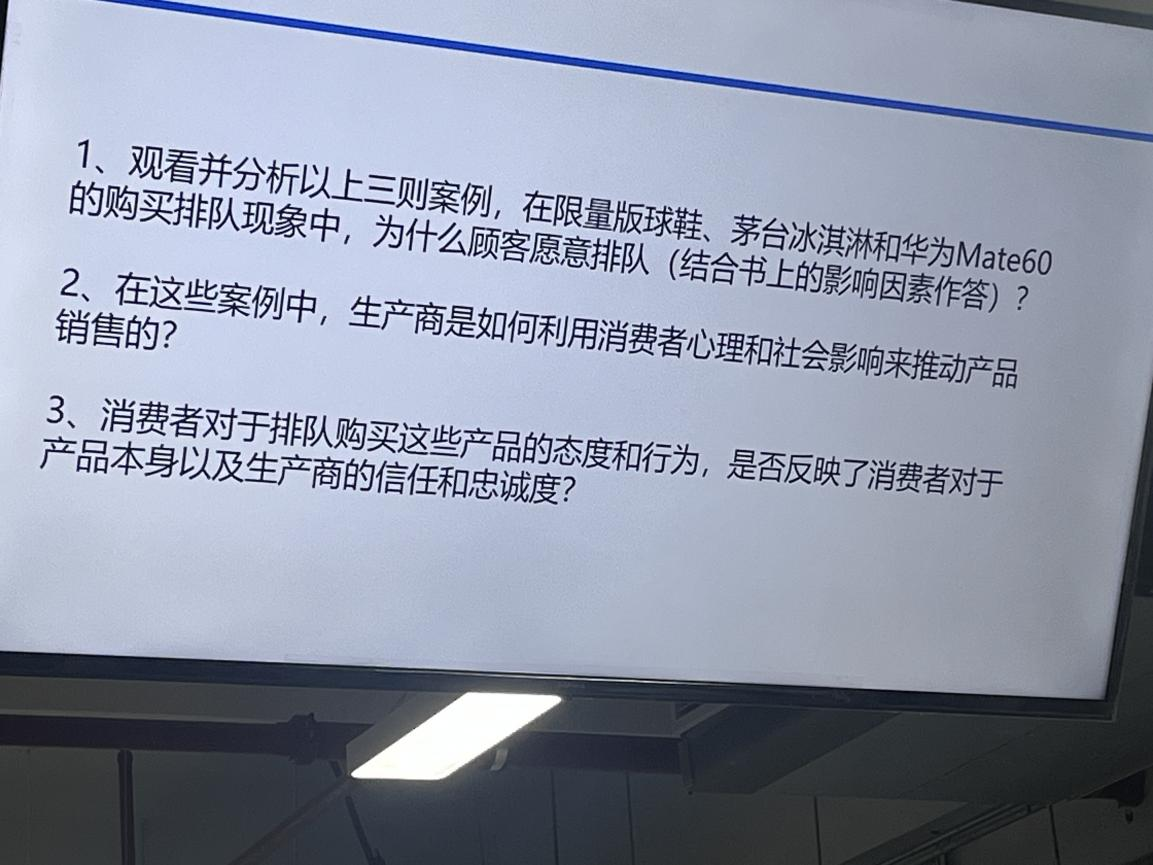 1、观看并分析以上三则案例，在限量版球鞋、茅台冰淇淋和华为Mate60
的购买排队现象中，为什么顾客愿意排队（结合书上的影响因素作答）？
2、在这些案例中，生产商是如何利用消费者心理和社会影响来推动产品
销售的？
3、消费者对于排队购买这些产品的态度和行为，是否反映了消费者对于
产品本身以及生产商的信任和忠诚度？